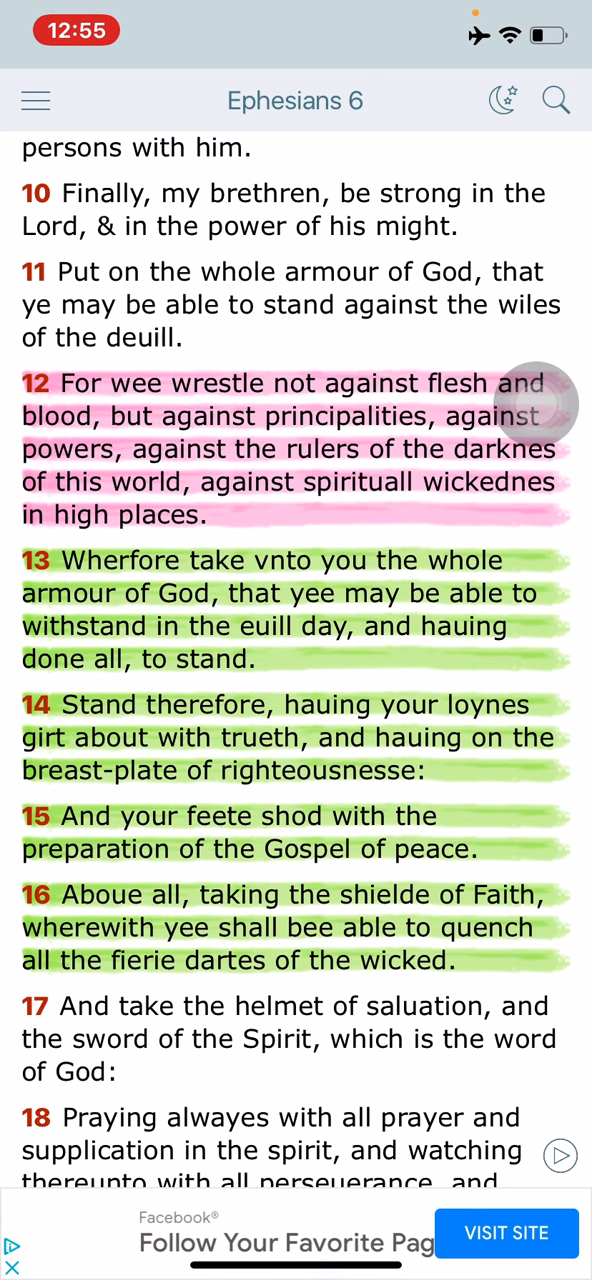 12:55
Ephesians 6
persons with him.
10 Finally, my brethren, be strong in the
Lord, & in the power of his might.
11 Put on the whole armour of God, that
ye may be able to stand against the wiles
of the deuill.
12 For wee wrestle not against flesh and
blood, but against principalities, against
powers, against the rulers of the darknes
of this world, against spirituall wickednes
in high places.
13 Wherfore take vnto you the whole
armour of God, that yee may be able to
withstand in the euill day, and hauing
done all, to stand.
14 Stand therefore, hauing your loynes
girt about with trueth, and hauing on the
breast-plate of righteousnesse:
15 And your feete shod with the
preparation of the Gospel of peace.
16 Aboue all, taking the shielde of Faith,
wherewith yee shall bee able to quench
all the fierie dartes of the wicked.
17 And take the helmet of saluation, and
the sword of the Spirit, which is the word
of God:
18 Praying alwayes with all prayer and
supplication in the spirit, and watching
thereunto with all perseuerance, and
Facebook®
Follow Your Favorite Pag
VISIT SITE